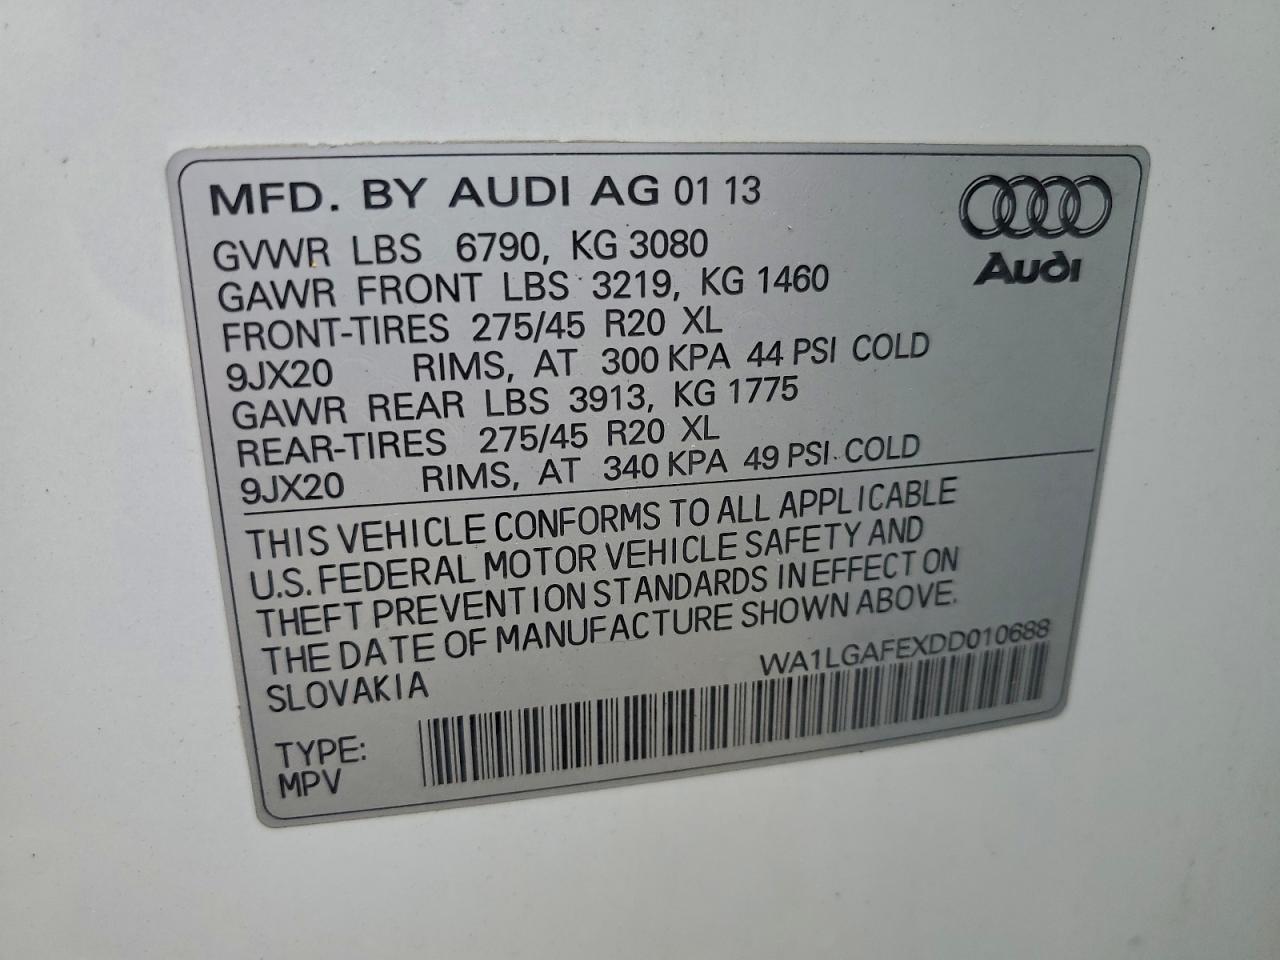 MFD. BY AUDI AG 01 13
Audi
GVWR LBS 6790, KG 3080
GAWR FRONT LBS 3219, KG 1460
FRONT-TIRES 275/45 R20 XL
9JX20 RIMS, AT 300 KPA 44 PSI COLD
GAWR REAR LBS 3913, KG 1775
REAR-TIRES 275/45 R20 XL
9JX20 RIMS, AT 340 KPA 49 PSI COLD
THIS VEHICLE CONFORMS TO ALL APPLICABLE
U.S. FEDERAL MOTOR VEHICLE SAFETY AND
THEFT PREVENTION STANDARDS IN EFFECT ON
THE DATE OF MANUFACTURE SHOWN ABOVE.
SLOVAKIA
WA1LGAFEXDD010688
TYPE:
MPV